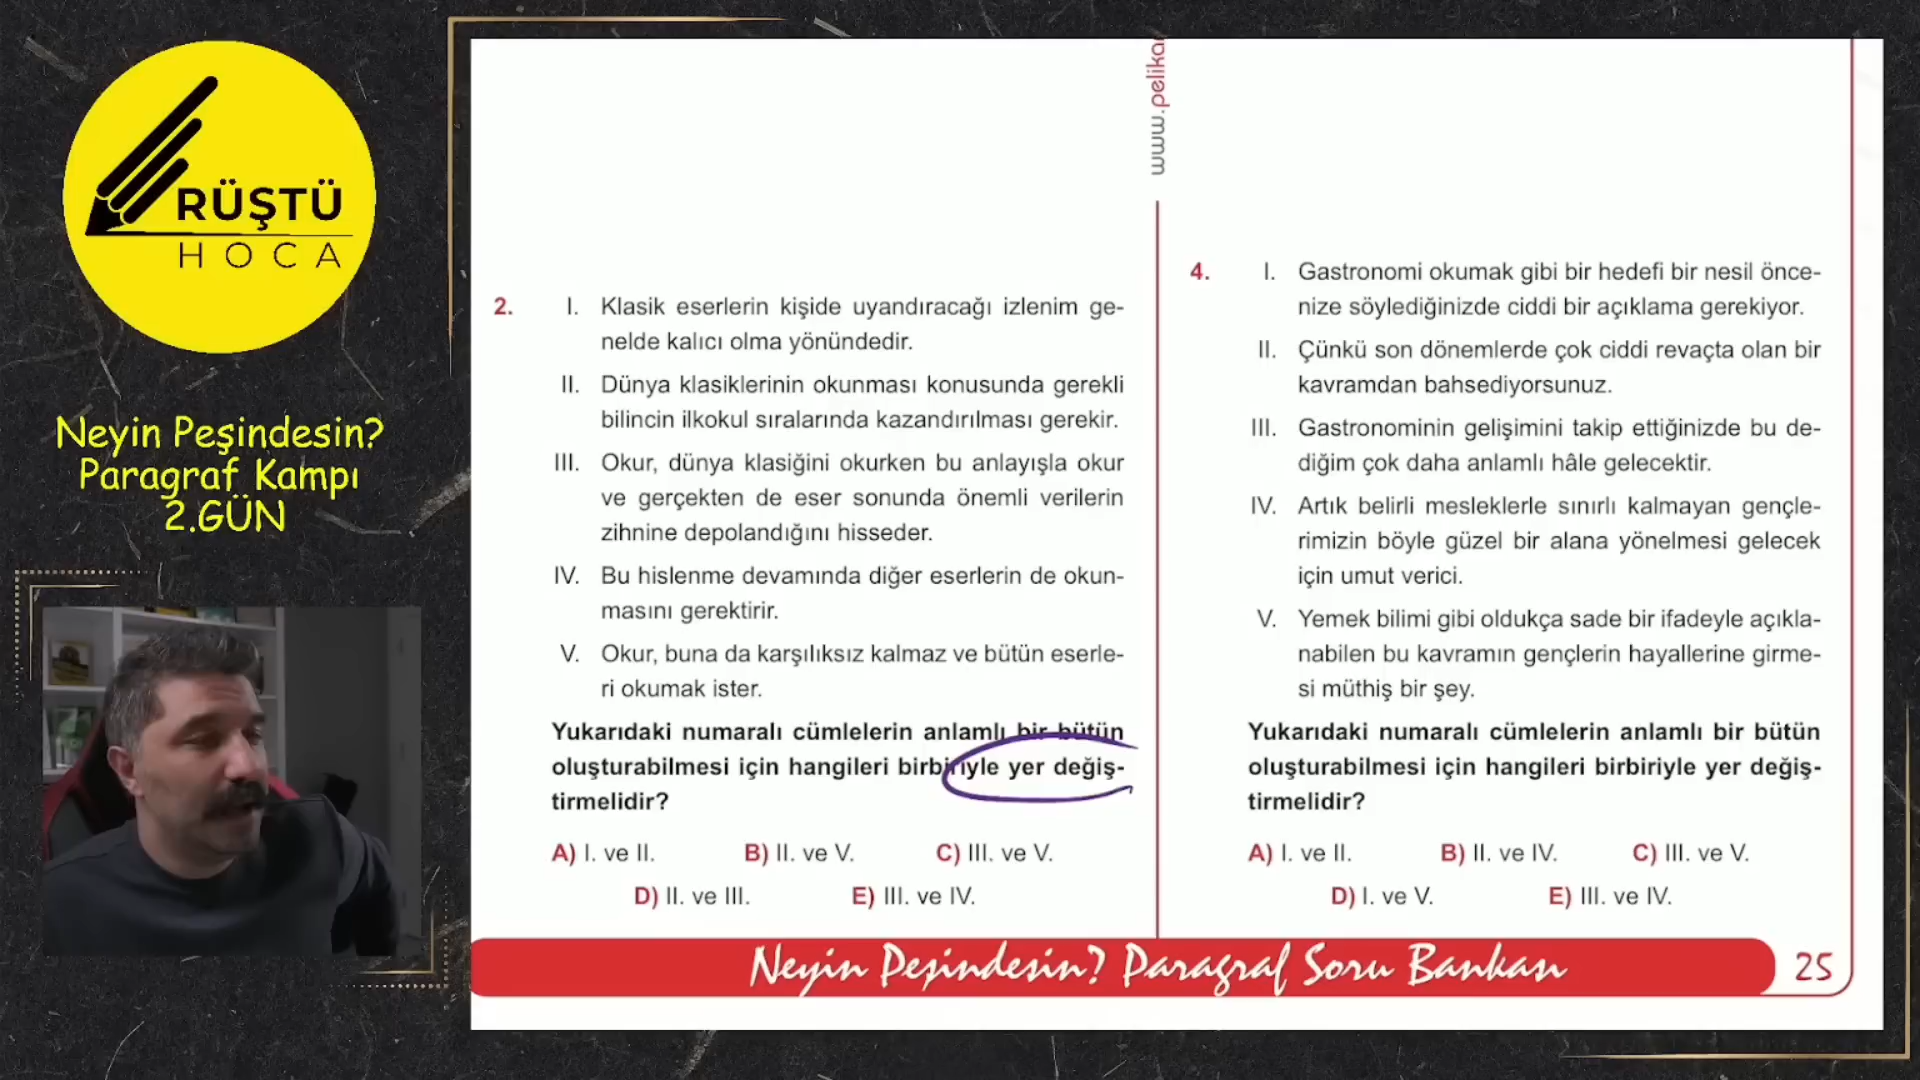 RÜŞTÜ
HOCA
Neyin Peşindesin?
Paragraf Kampı
2.GÜN
www.pelika
2. I. Klasik eserlerin kişide uyandıracağı izlenim ge-
nelde kalıcı olma yönündedir.
II. Dünya klasiklerinin okunması konusunda gerekli
bilincin ilkokul sıralarında kazandırılması gerekir.
III. Okur, dünya klasiğini okurken bu anlayışla okur
ve gerçekten de eser sonunda önemli verilerin
zihnine depolandığını hisseder.
IV. Bu hislenme devamında diğer eserlerin de okun-
masını gerektirir.
V. Okur, buna da karşılıksız kalmaz ve bütün eserle-
ri okumak ister.
Yukarıdaki numaralı cümlelerin anlamlı bir bütün
oluşturabilmesi için hangileri birbiriyle yer değiş-
tirmelidir?
A) I. ve II. B) II. ve V. C) III. ve V.
D) II. ve III. E) III. ve IV.
4. I. Gastronomi okumak gibi bir hedefi bir nesil önce-
nize söylediğinizde ciddi bir açıklama gerekiyor.
II. Çünkü son dönemlerde çok ciddi revaçta olan bir
kavramdan bahsediyorsunuz.
III. Gastronominin gelişimini takip ettiğinizde bu de-
diğim çok daha anlamlı hâle gelecektir.
IV. Artık belirli mesleklerle sınırlı kalmayan gençle-
rimizin böyle güzel bir alana yönelmesi gelecek
için umut verici.
V. Yemek bilimi gibi oldukça sade bir ifadeyle açıkla-
nabilen bu kavramın gençlerin hayallerine girme-
si müthiş bir şey.
Yukarıdaki numaralı cümlelerin anlamlı bir bütün
oluşturabilmesi için hangileri birbiriyle yer değiş-
tirmelidir?
A) I. ve II. B) II. ve IV. C) III. ve V.
D) I. ve V. E) III. ve IV.
Neyin Peşindesin? Paragraf Soru Bankası
25